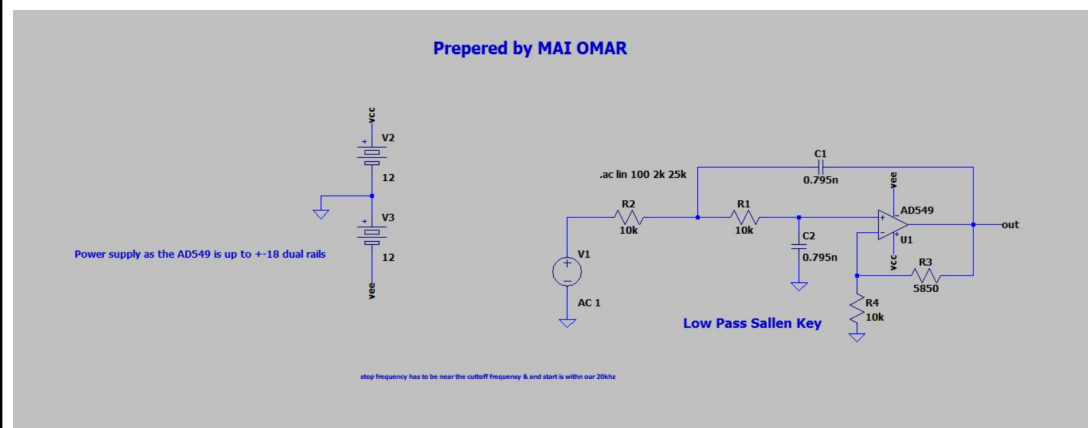 Prepered by MAI OMAR
vcc
V2
12
V3
12
vee
Power supply as the AD549 is up to +-18 dual rails
.ac lin 100 2k 25k
C1
0.795n
R2
10k
R1
10k
C2
0.795n
vee
AD549
U1
vcc
out
R3
5850
R4
10k
V1
AC 1
Low Pass Sallen Key
stop frequency has to be near the cuttoff frequensy & and start is withn our 20khz